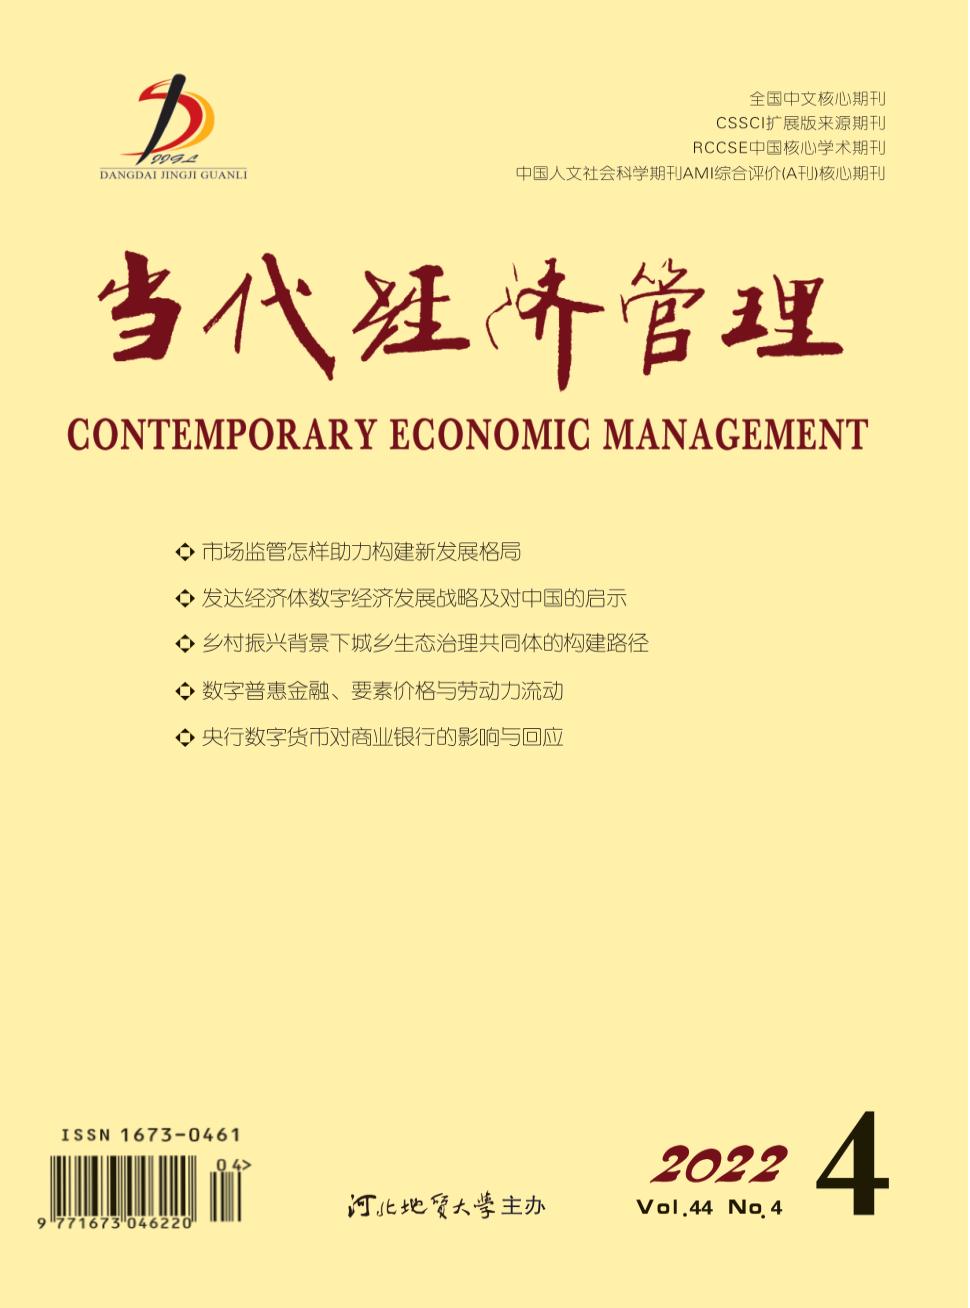 JJGL
DANGDAI JINGJI GUANLI
全国中文核心期刊
CSSCI扩展版来源期刊
RCCSE中国核心学术期刊
中国人文社会科学期刊AMI综合评价(A刊)核心期刊
当代经济管理
CONTEMPORARY ECONOMIC MANAGEMENT
市场监管怎样助力构建新发展格局
发达经济体数字经济发展战略及对中国的启示
乡村振兴背景下城乡生态治理共同体的构建路径
数字普惠金融、要素价格与劳动力流动
央行数字货币对商业银行的影响与回应
ISSN 1673-0461
04>
9 771673 046220
河北地质大学 主办
2022
Vol.44 No.4
4